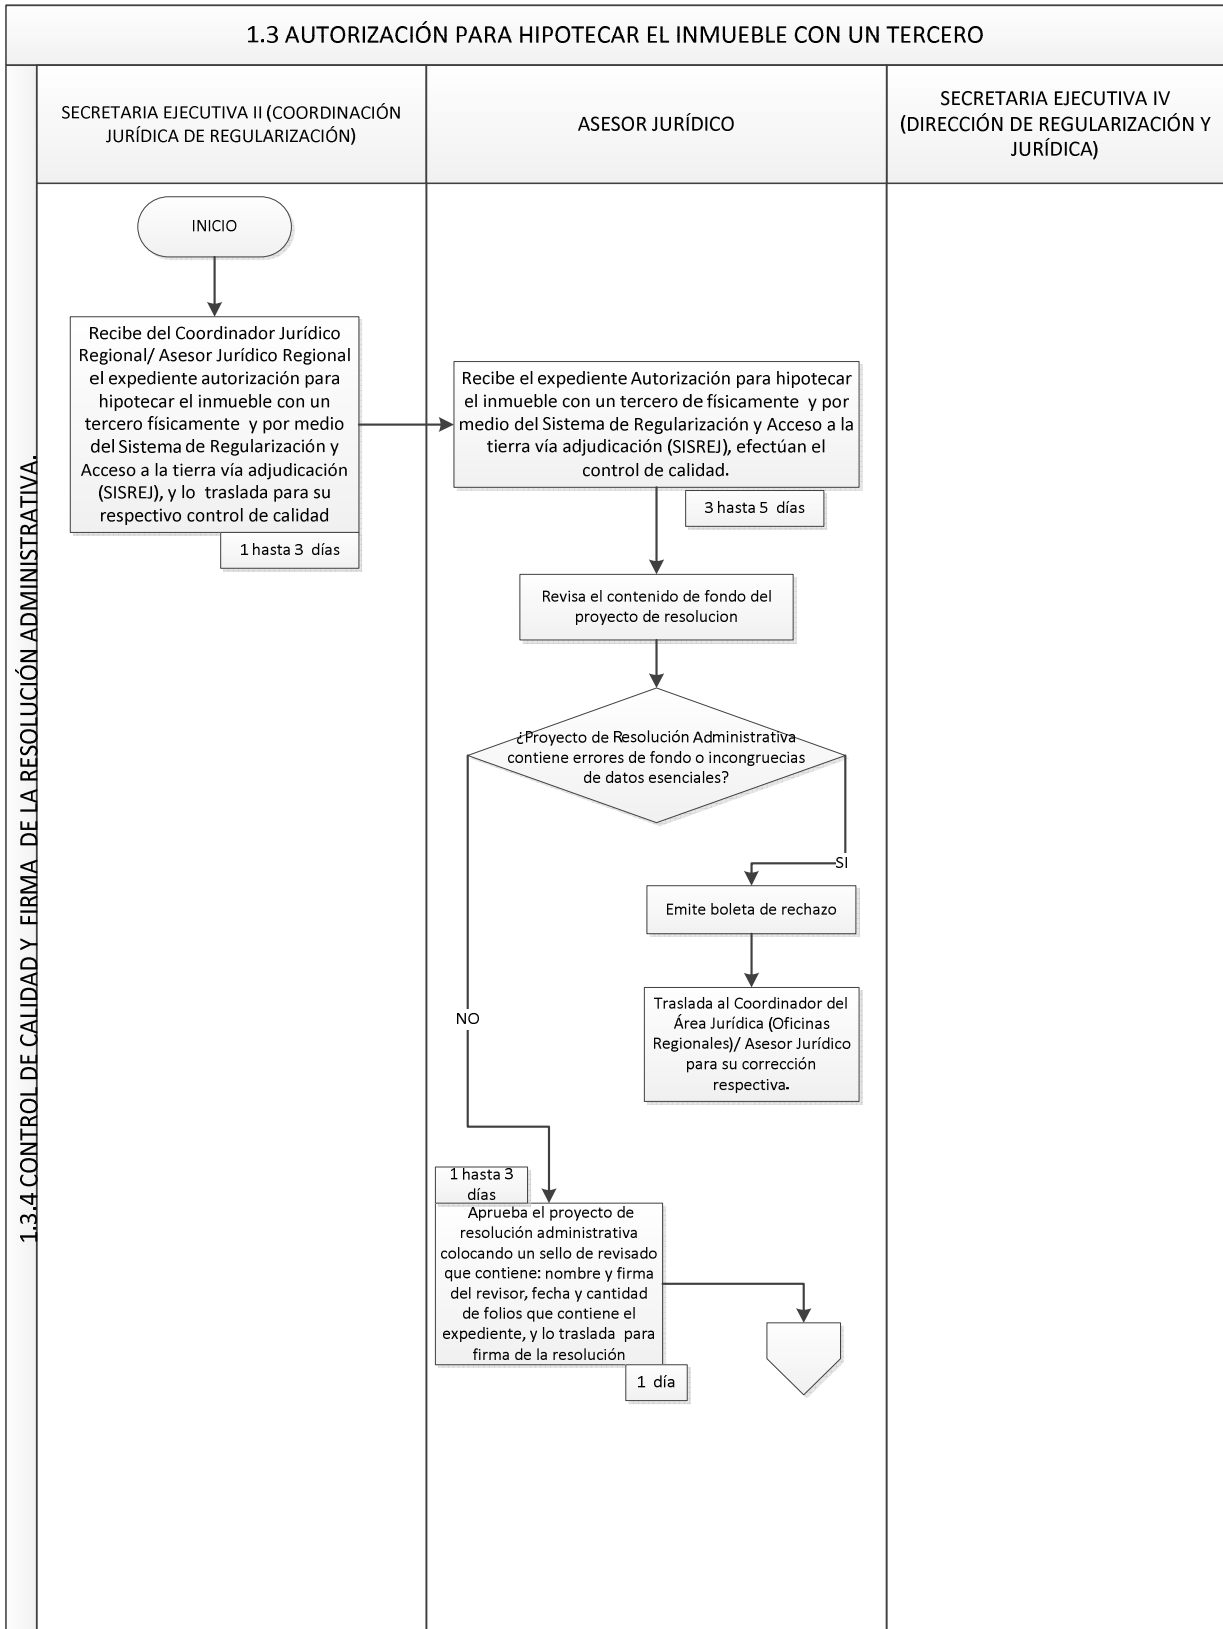 1.3 AUTORIZACIÓN PARA HIPOTECAR EL INMUEBLE CON UN TERCERO
SECRETARIA EJECUTIVA II (COORDINACIÓN
JURÍDICA DE REGULARIZACIÓN)
ASESOR JURÍDICO
SECRETARIA EJECUTIVA IV
(DIRECCIÓN DE REGULARIZACIÓN Y
JURÍDICA)
1.3.4 CONTROL DE CALIDAD Y FIRMA DE LA RESOLUCIÓN ADMINISTRATIVA.
INICIO
Recibe del Coordinador Jurídico
Regional/ Asesor Jurídico Regional
el expediente autorización para
hipotecar el inmueble con un
tercero físicamente y por medio
del Sistema de Regularización y
Acceso a la tierra vía adjudicación
(SISREJ), y lo traslada para su
respectivo control de calidad
1 hasta 3 días
Recibe el expediente Autorización para hipotecar
el inmueble con un tercero de físicamente y por
medio del Sistema de Regularización y Acceso a la
tierra vía adjudicación (SISREJ), efectúan el
control de calidad.
3 hasta 5 días
Revisa el contenido de fondo del
proyecto de resolucion
¿Proyecto de Resolución Administrativa
contiene errores de fondo o incongruecias
de datos esenciales?
SI
Emite boleta de rechazo
Traslada al Coordinador del
Área Jurídica (Oficinas
Regionales)/ Asesor Jurídico
para su corrección
respectiva.
NO
1 hasta 3
días
Aprueba el proyecto de
resolución administrativa
colocando un sello de revisado
que contiene: nombre y firma
del revisor, fecha y cantidad
de folios que contiene el
expediente, y lo traslada para
firma de la resolución
1 día